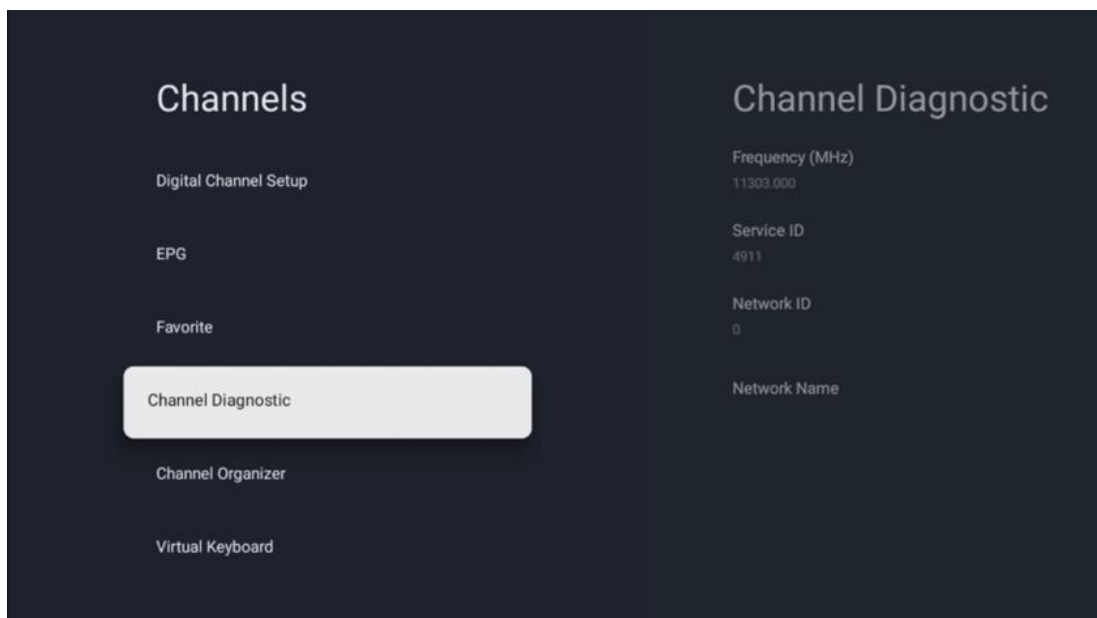 Channels
Digital Channel Setup
EPG
Favorite
Channel Diagnostic
Channel Organizer
Virtual Keyboard
Channel Diagnostic
Frequency (MHz)
11303.000
Service ID
4911
Network ID
0
Network Name